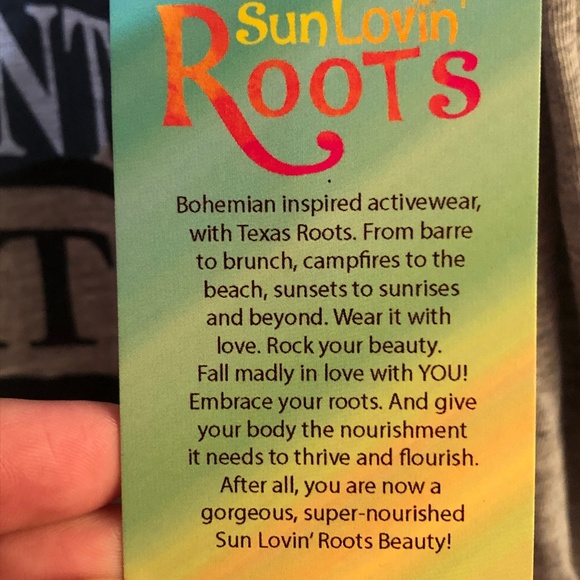 Sun Lovin'
ROOTS
Bohemian inspired activewear,
with Texas Roots. From barre
to brunch, campfires to the
beach, sunsets to sunrises
and beyond. Wear it with
love. Rock your beauty.
Fall madly in love with YOU!
Embrace your roots. And give
your body the nourishment
it needs to thrive and flourish.
After all, you are now a
gorgeous, super-nourished
Sun Lovin' Roots Beauty!